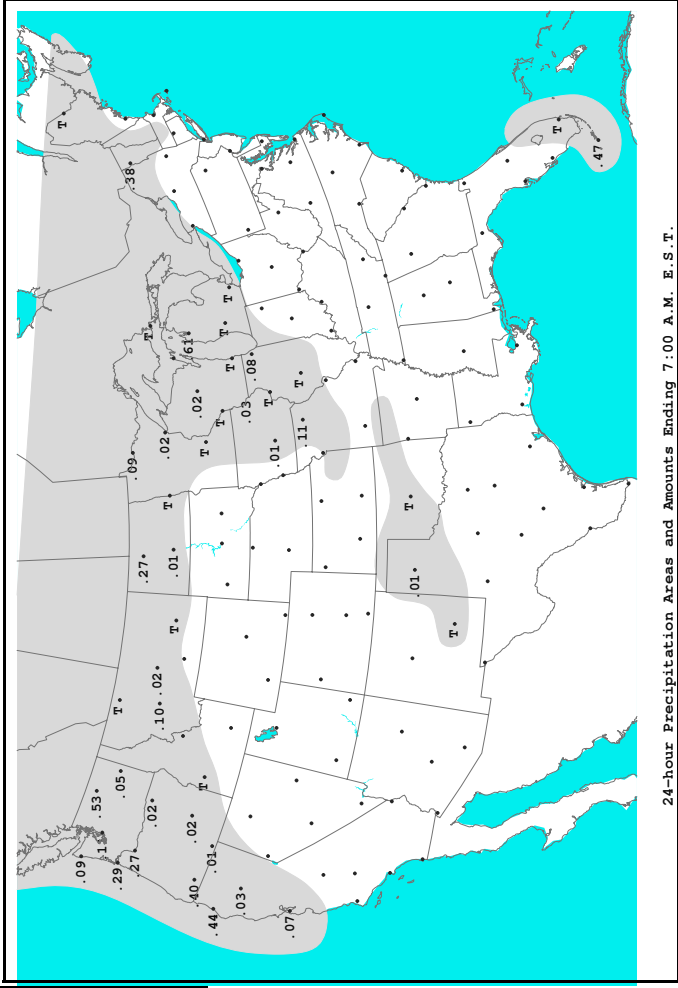 T
.09
.53
.29
T
.05
.38
.27
.27
.09
T
.02
.10
.02
.02
T
.01
T
.61
.40
.02
.02
T
T
.44
.01
T
T
T
T
.03
.03
.08
T
.01
.07
.11
T
T
.01
T
T
.47
24-hour Precipitation Areas and Amounts Ending 7:00 A.M. E.S.T.